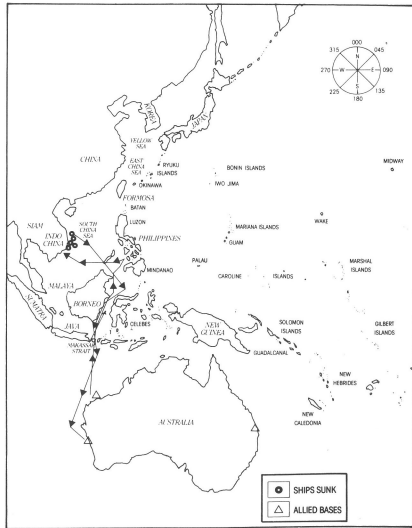 000
315
045
N
270
W
E
090
S
225
135
180
KOREA
JAPAN
YELLOW
SEA
CHINA
EAST
CHINA
SEA
RYUKU
ISLANDS
OKINAWA
BONIN ISLANDS
IWO JIMA
MIDWAY
FORMOSA
BATAN
LUZON
SIAM
SOUTH
CHINA
SEA
INDO
CHINA
PHILIPPINES
MINDANAO
MARIANA ISLANDS
GUAM
WAKE
PALAU
CAROLINE
ISLANDS
MARSHAL
ISLANDS
MALAYA
SUMATRA
BORNEO
CELEBES
JAVA
MAKASSAR
STRAIT
NEW
GUINEA
SOLOMON
ISLANDS
GUADALCANAL
GILBERT
ISLANDS
NEW
HEBRIDES
NEW
CALEDONIA
AUSTRALIA
SHIPS SUNK
ALLIED BASES